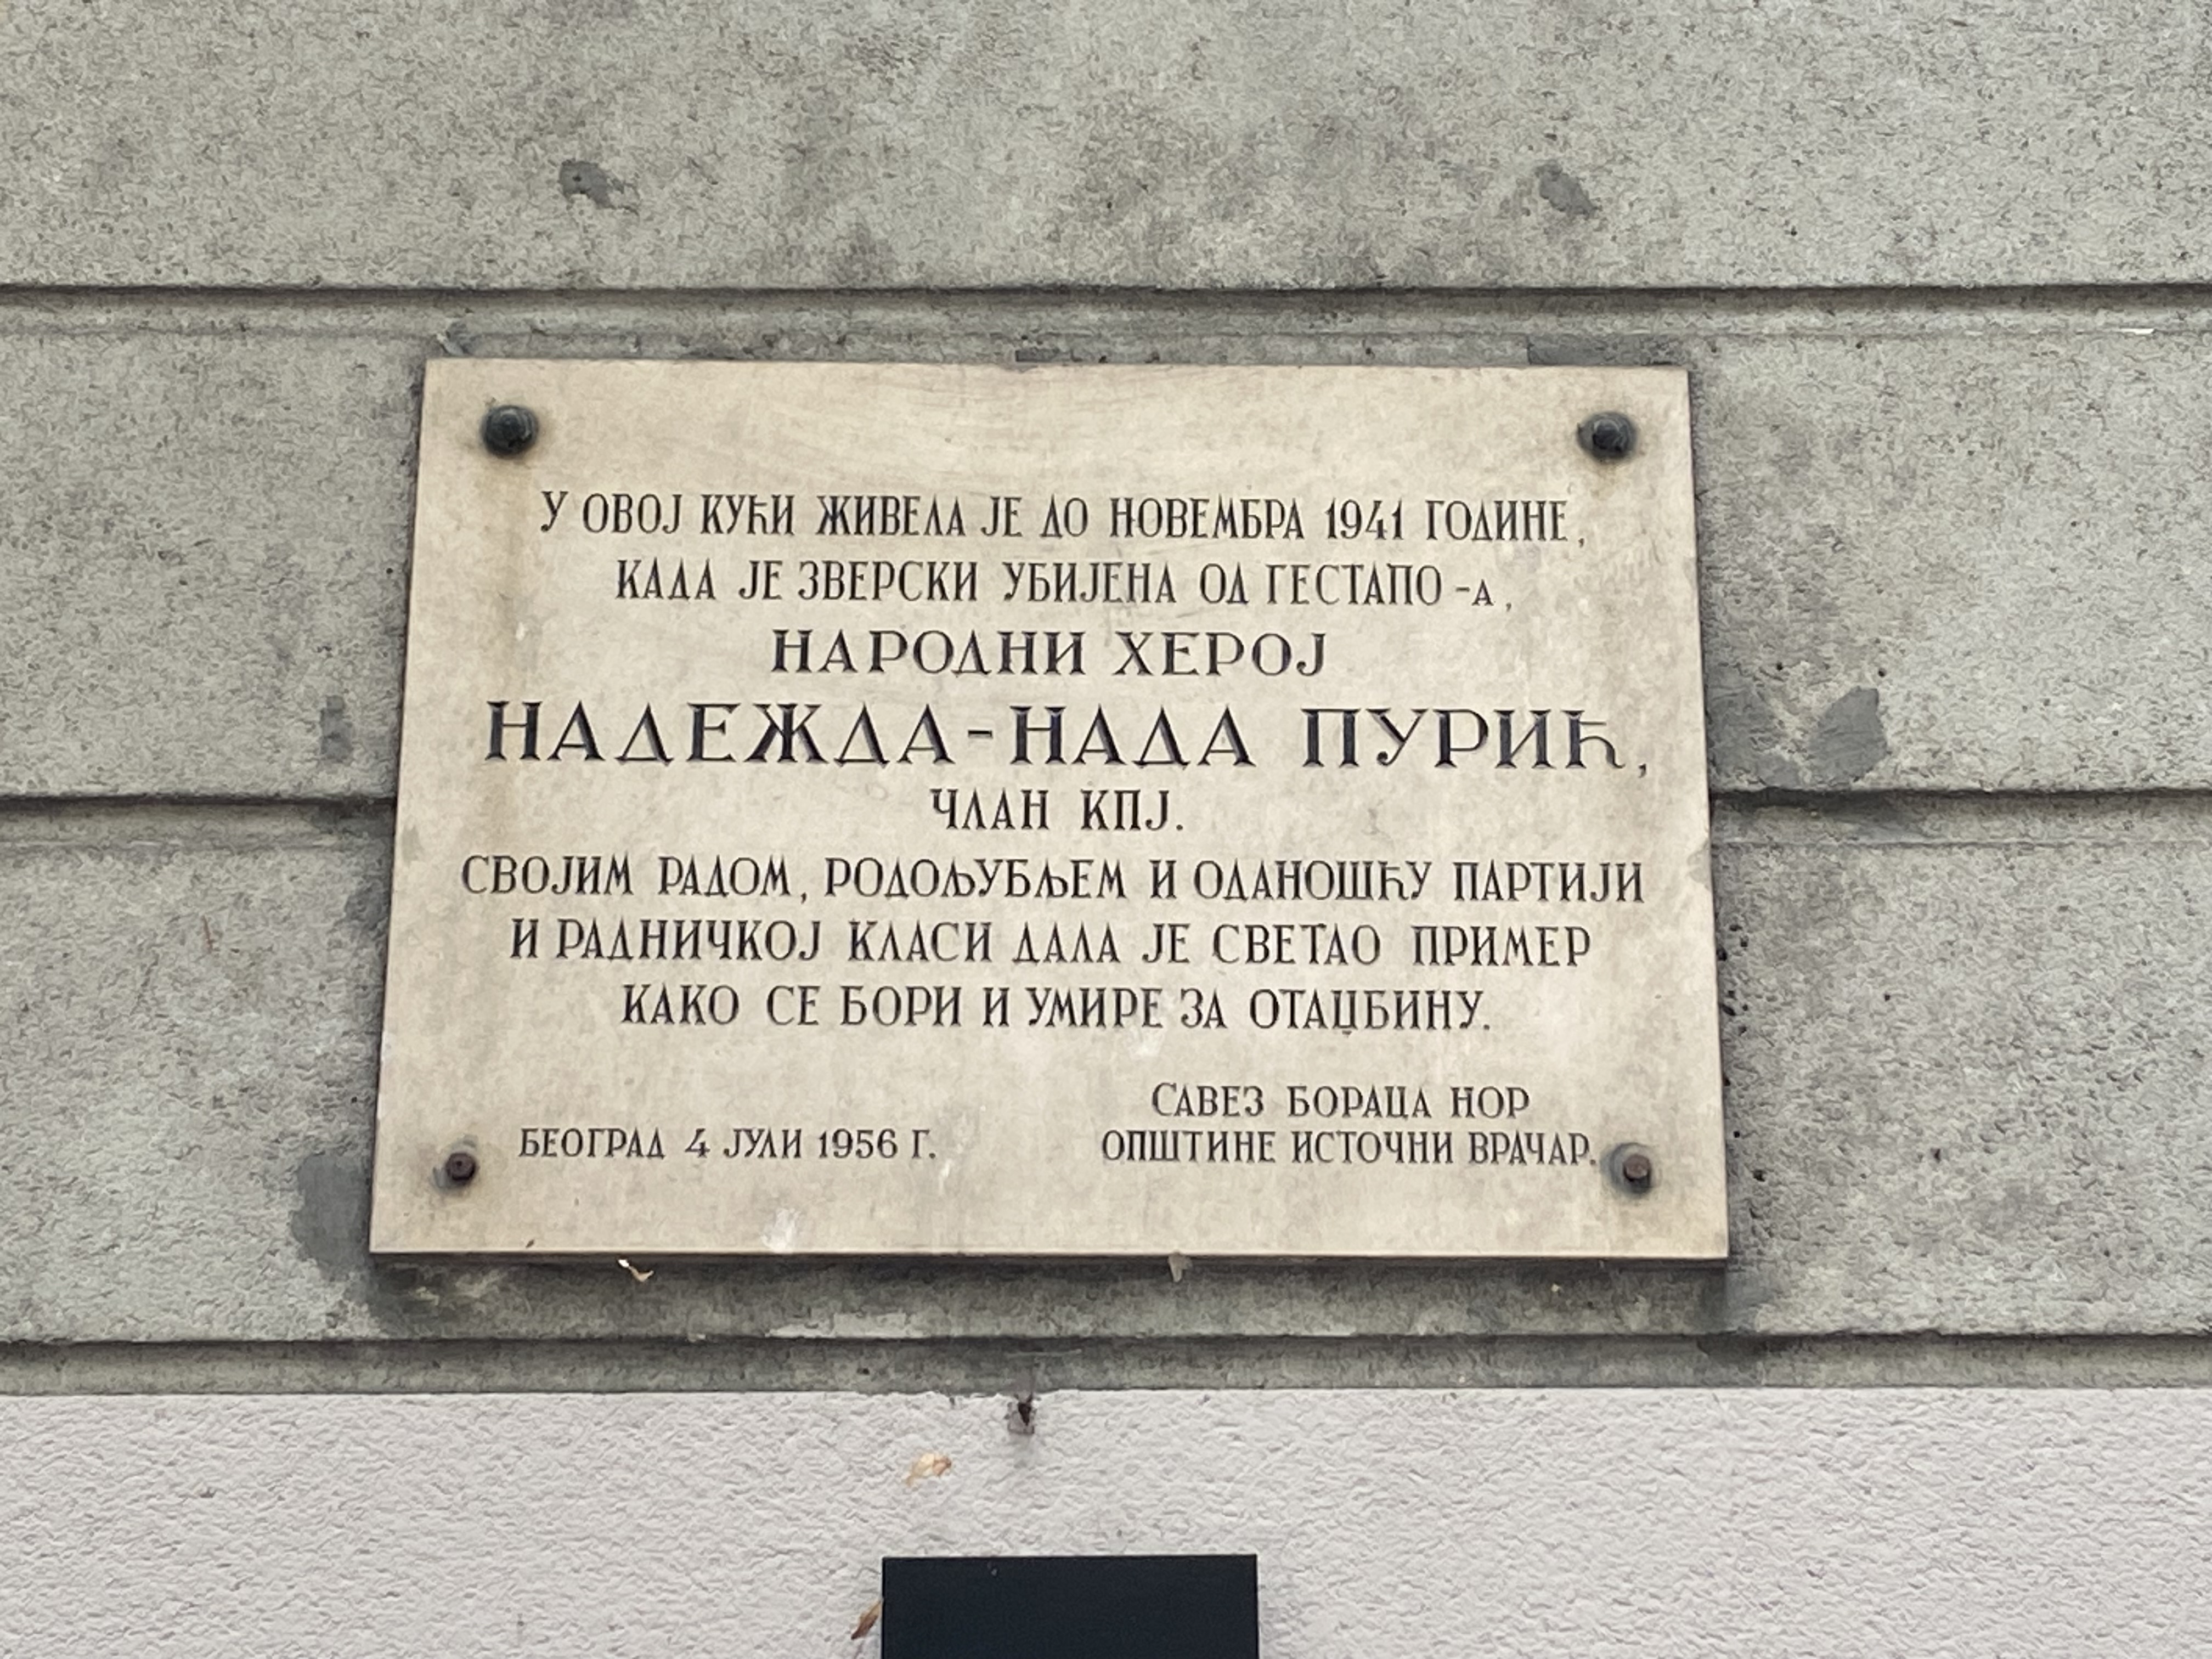 У ОВОЈ КУЋИ ЖИВЕЛА ЈЕ ДО НОВЕМБРА 1941 ГОДИНЕ,
КАДА ЈЕ ЗВЕРСКИ УБИЈЕНА ОД ГЕСТАПО-А,
НАРОДНИ ХЕРОЈ
НАДЕЖДА-НАДА ПУРИЋ,
ЧЛАН КПЈ.
СВОЈИМ РАДОМ, РОДОЉУБЉЕМ И ОДАНОШЋУ ПАРТИЈИ
И РАДНИЧКОЈ КЛАСИ ДАЛА ЈЕ СВЕТАО ПРИМЕР
КАКО СЕ БОРИ И УМИРЕ ЗА ОТАЏБИНУ.
САВЕЗ БОРАЦА НОР
БЕОГРАД 4 ЈУЛИ 1956 Г. ОПШТИНЕ ИСТОЧНИ ВРАЧАР.